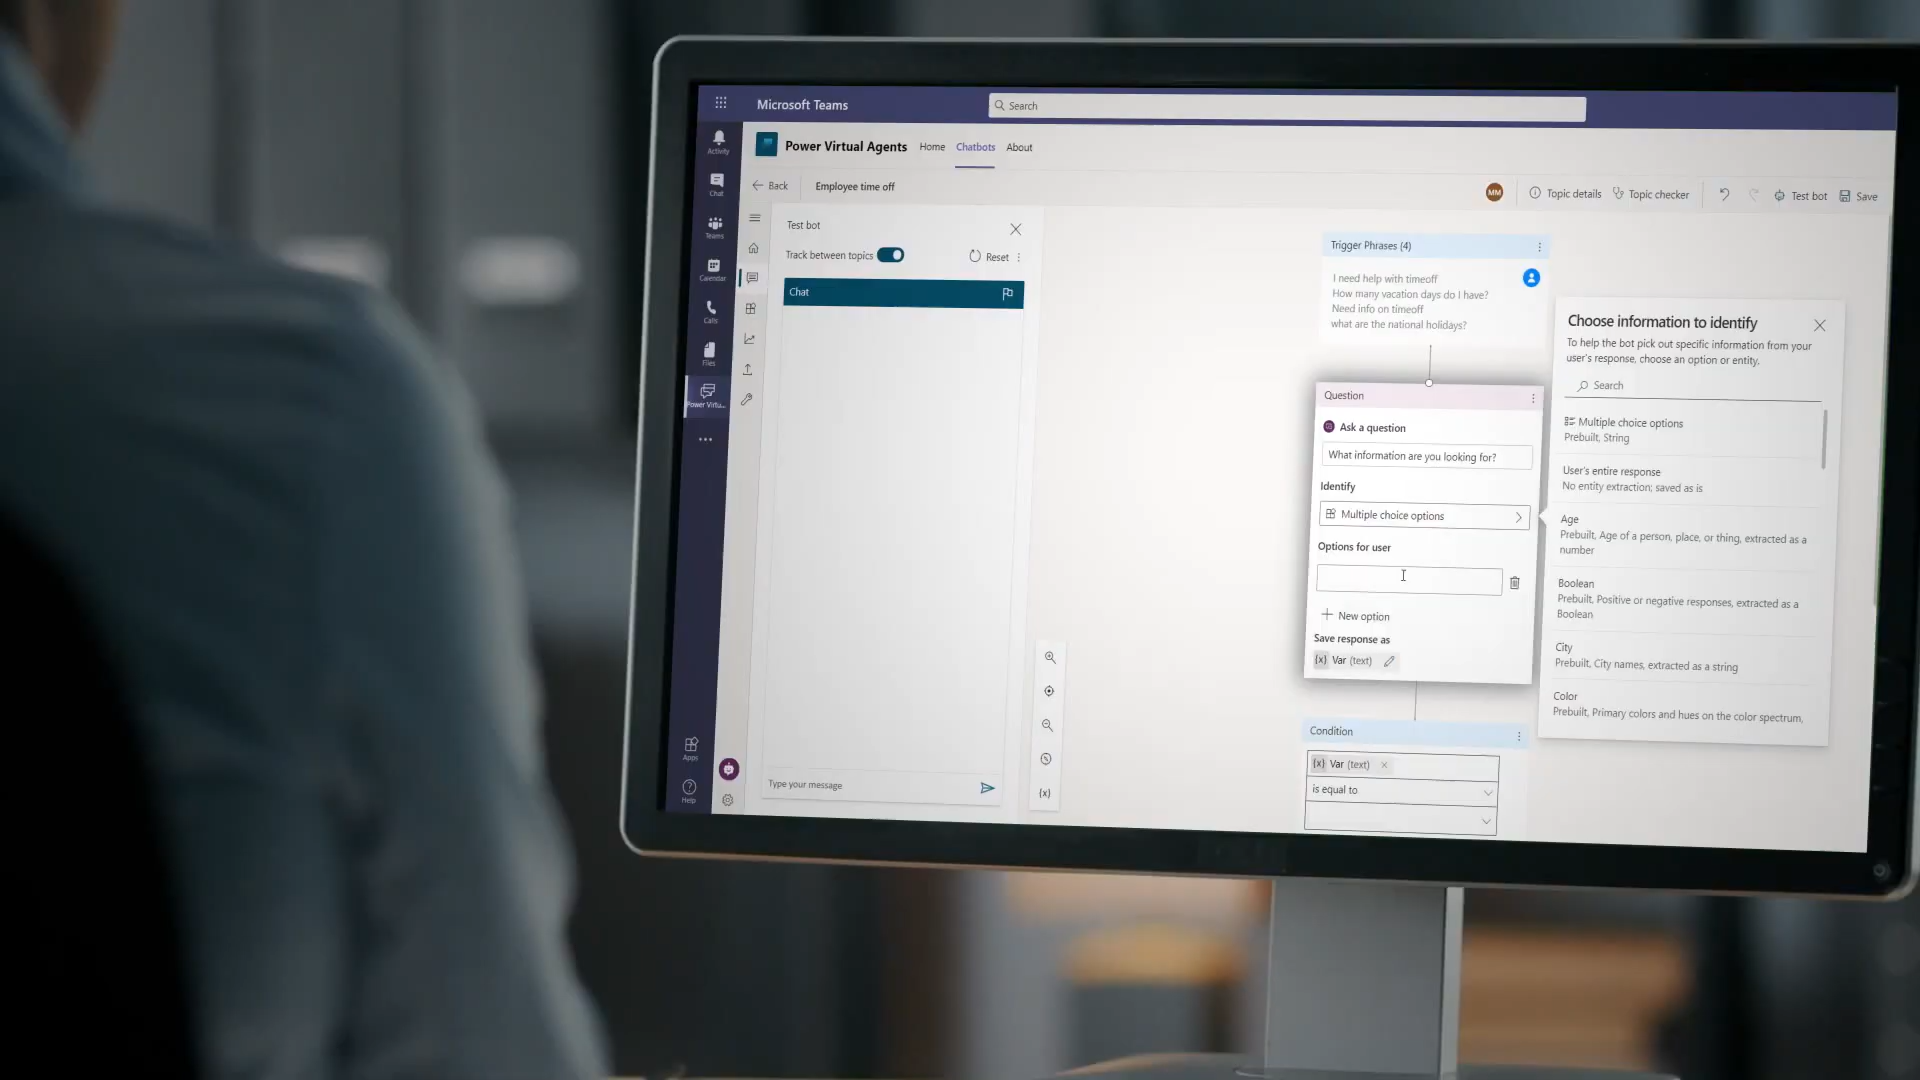 Microsoft Teams
Search
Activity
Chat
Teams
Calendar
Calls
Files
Power Virtu...
Apps
Help
Power Virtual Agents
Home
Chatbots
About
Back
Employee time off
MM
Topic details
Topic checker
Test bot
Save
Test bot
Track between topics
Reset
Chat
Type your message
Trigger Phrases (4)
I need help with timeoff
How many vacation days do I have?
Need info on timeoff
what are the national holidays?
Question
Ask a question
What information are you looking for?
Identify
Multiple choice options
Options for user
New option
Save response as
{x} Var (text)
Condition
{x} Var (text)
is equal to
{x}
Choose information to identify
To help the bot pick out specific information from your
user's response, choose an option or entity.
Search
Multiple choice options
Prebuilt, String
User's entire response
No entity extraction; saved as is
Age
Prebuilt, Age of a person, place, or thing, extracted as a
number
Boolean
Prebuilt, Positive or negative responses, extracted as a
Boolean
City
Prebuilt, City names, extracted as a string
Color
Prebuilt, Primary colors and hues on the color spectrum,